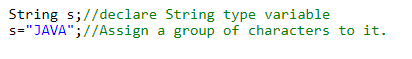 String s;//declare String type variable
s="JAVA";//Assign a group of characters to it.